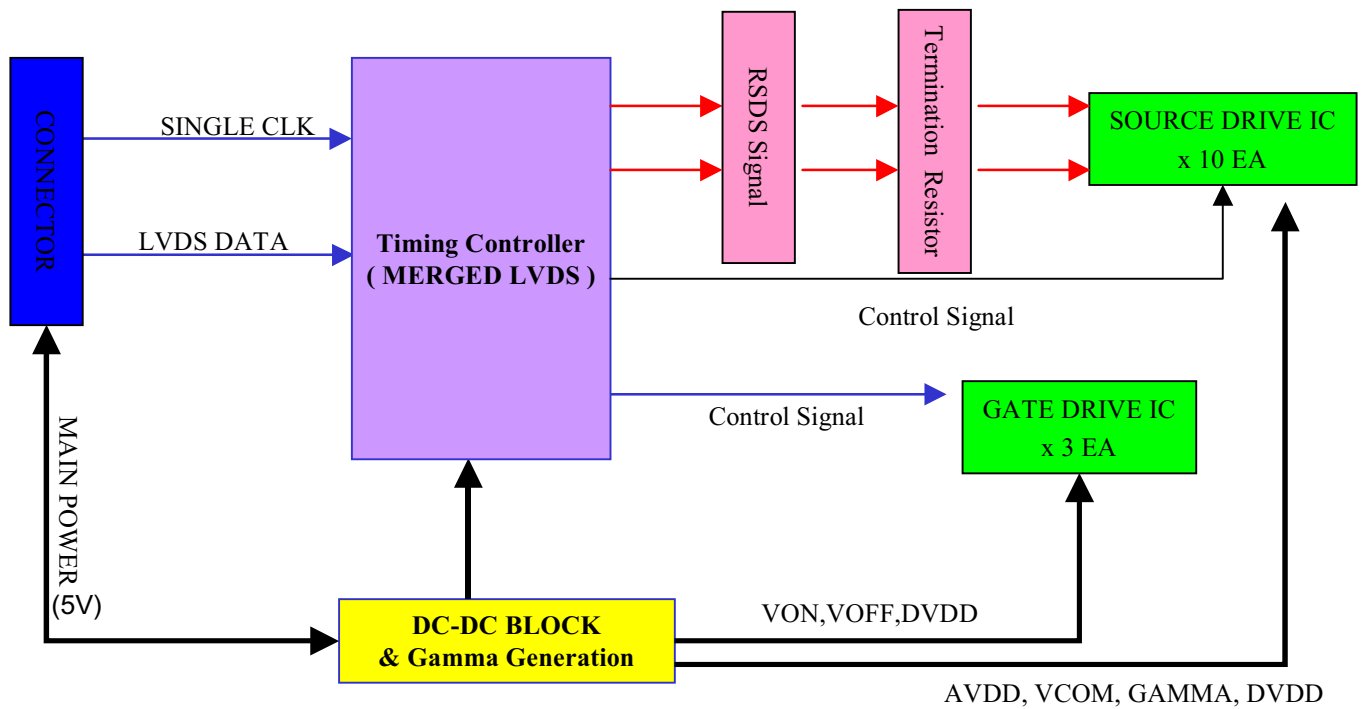 CONNECTOR
SINGLE CLK
LVDS DATA
Timing Controller
( MERGED LVDS )
RSDS Signal
Termination Resistor
SOURCE DRIVE IC
x 10 EA
Control Signal
Control Signal
GATE DRIVE IC
x 3 EA
MAIN POWER
(5V)
DC-DC BLOCK
& Gamma Generation
VON,VOFF,DVDD
AVDD, VCOM, GAMMA, DVDD